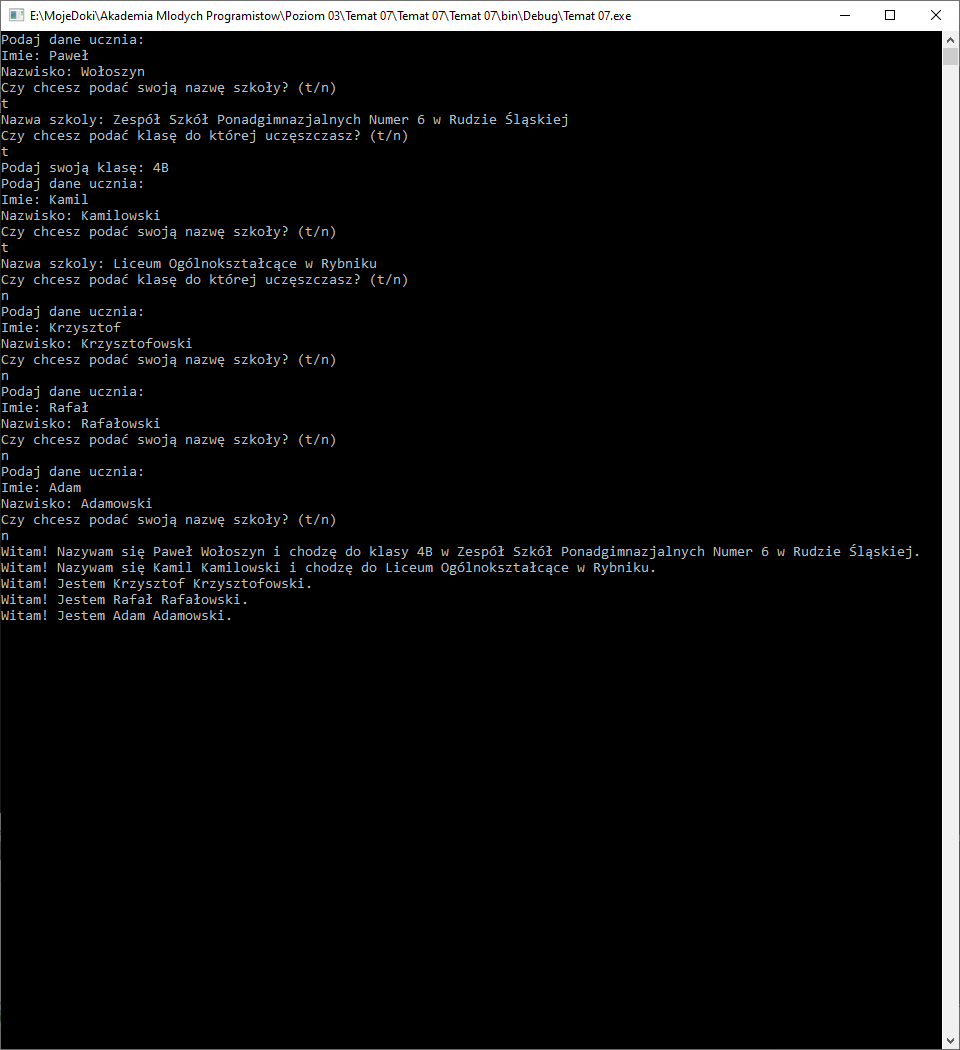 E:\MojeDoki\Akademia Mlodych Programistow\Poziom 03\Temat 07\Temat 07\Temat 07\bin\Debug\Temat 07.exe
Podaj dane ucznia:
Imie: Paweł
Nazwisko: Wołoszyn
Czy chcesz podać swoją nazwę szkoły? (t/n)
t
Nazwa szkoly: Zespół Szkół Ponadgimnazjalnych Numer 6 w Rudzie Śląskiej
Czy chcesz podać klasę do której uczęszczasz? (t/n)
t
Podaj swoją klasę: 4B
Podaj dane ucznia:
Imie: Kamil
Nazwisko: Kamilowski
Czy chcesz podać swoją nazwę szkoły? (t/n)
t
Nazwa szkoly: Liceum Ogólnokształcące w Rybniku
Czy chcesz podać klasę do której uczęszczasz? (t/n)
n
Podaj dane ucznia:
Imie: Krzysztof
Nazwisko: Krzysztofowski
Czy chcesz podać swoją nazwę szkoły? (t/n)
n
Podaj dane ucznia:
Imie: Rafał
Nazwisko: Rafałowski
Czy chcesz podać swoją nazwę szkoły? (t/n)
n
Podaj dane ucznia:
Imie: Adam
Nazwisko: Adamowski
Czy chcesz podać swoją nazwę szkoły? (t/n)
n
Witam! Nazywam się Paweł Wołoszyn i chodzę do klasy 4B w Zespół Szkół Ponadgimnazjalnych Numer 6 w Rudzie Śląskiej.
Witam! Nazywam się Kamil Kamilowski i chodzę do Liceum Ogólnokształcące w Rybniku.
Witam! Jestem Krzysztof Krzysztofowski.
Witam! Jestem Rafał Rafałowski.
Witam! Jestem Adam Adamowski.